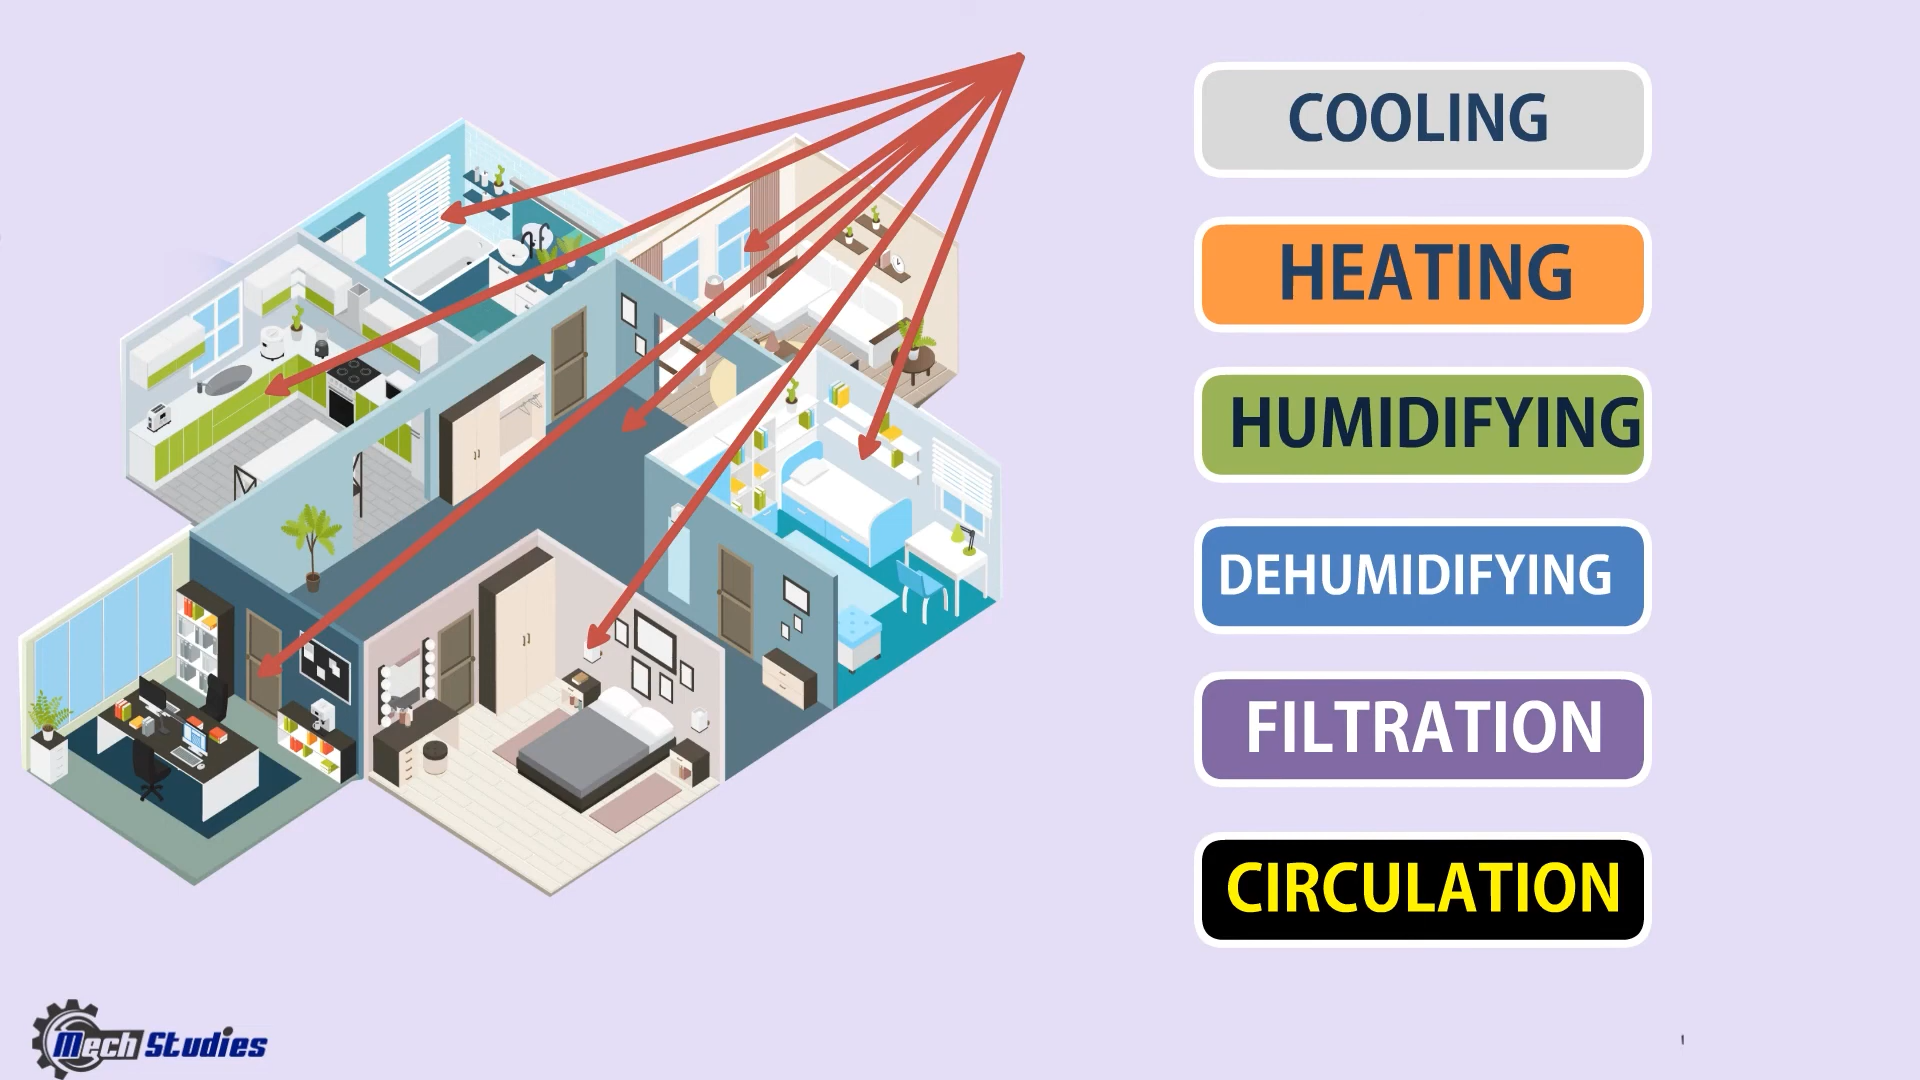 COOLING
HEATING
HUMIDIFYING
DEHUMIDIFYING
FILTRATION
CIRCULATION
Mech Studies